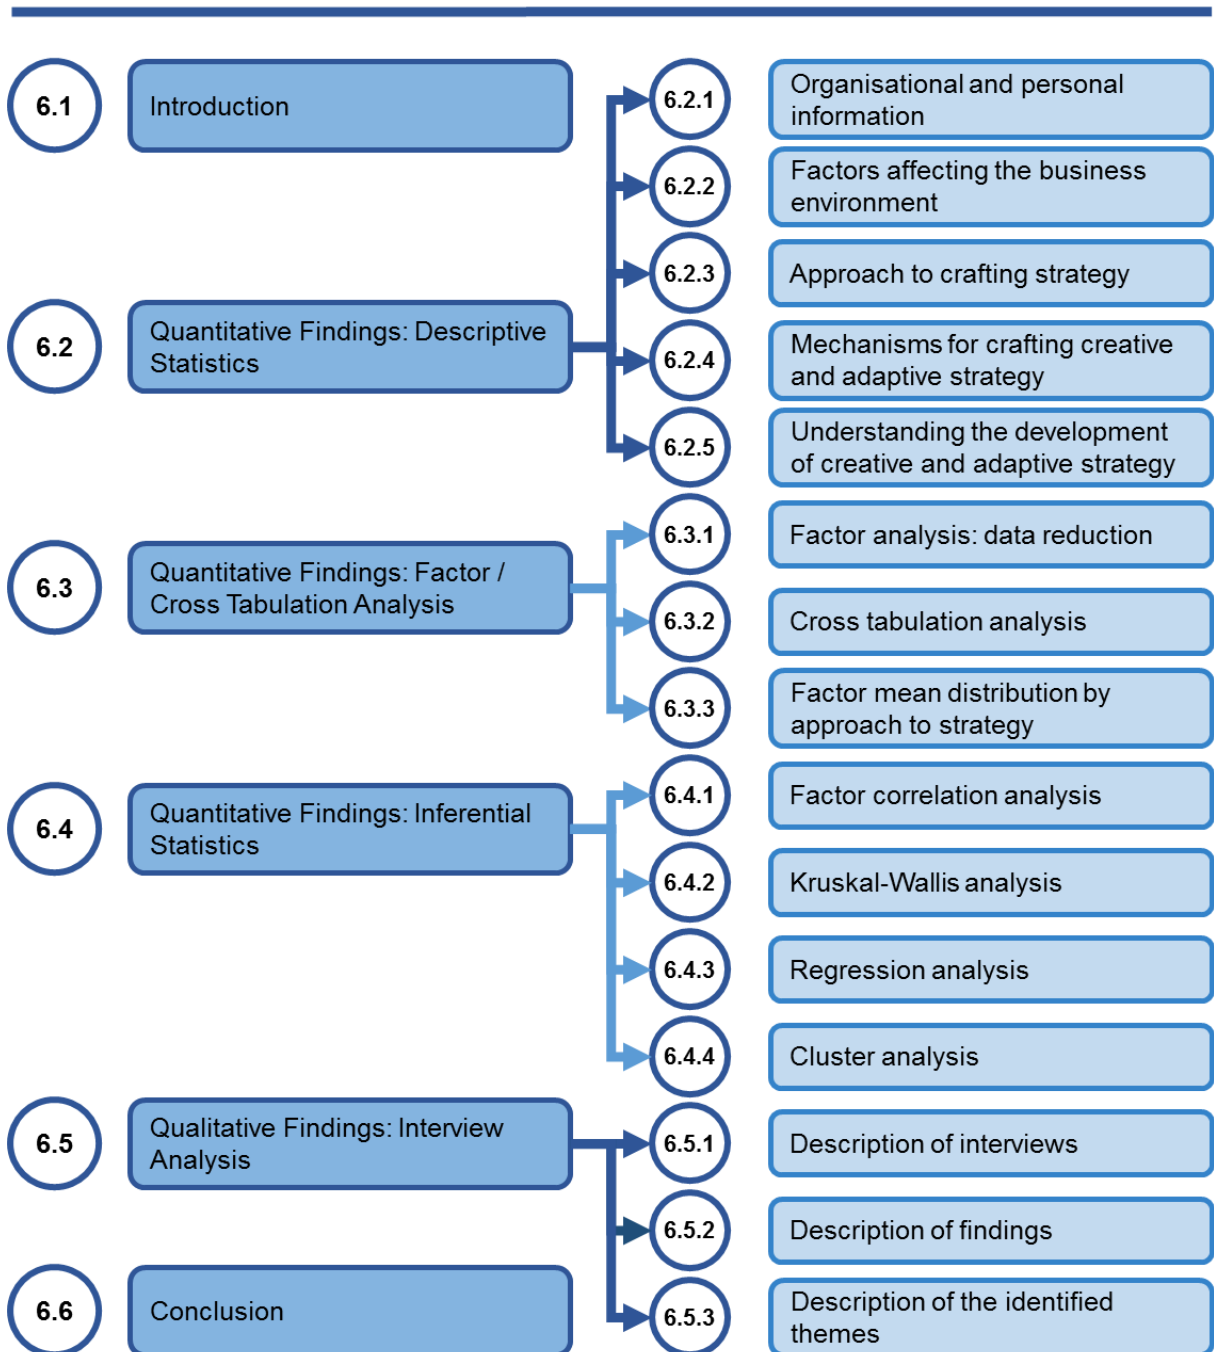 6.1
Introduction
6.2
Quantitative Findings: Descriptive
Statistics
6.2.1
Organisational and personal
information
6.2.2
Factors affecting the business
environment
6.2.3
Approach to crafting strategy
6.2.4
Mechanisms for crafting creative
and adaptive strategy
6.2.5
Understanding the development
of creative and adaptive strategy
6.3
Quantitative Findings: Factor /
Cross Tabulation Analysis
6.3.1
Factor analysis: data reduction
6.3.2
Cross tabulation analysis
6.3.3
Factor mean distribution by
approach to strategy
6.4
Quantitative Findings: Inferential
Statistics
6.4.1
Factor correlation analysis
6.4.2
Kruskal-Wallis analysis
6.4.3
Regression analysis
6.4.4
Cluster analysis
6.5
Qualitative Findings: Interview
Analysis
6.5.1
Description of interviews
6.5.2
Description of findings
6.5.3
Description of the identified
themes
6.6
Conclusion